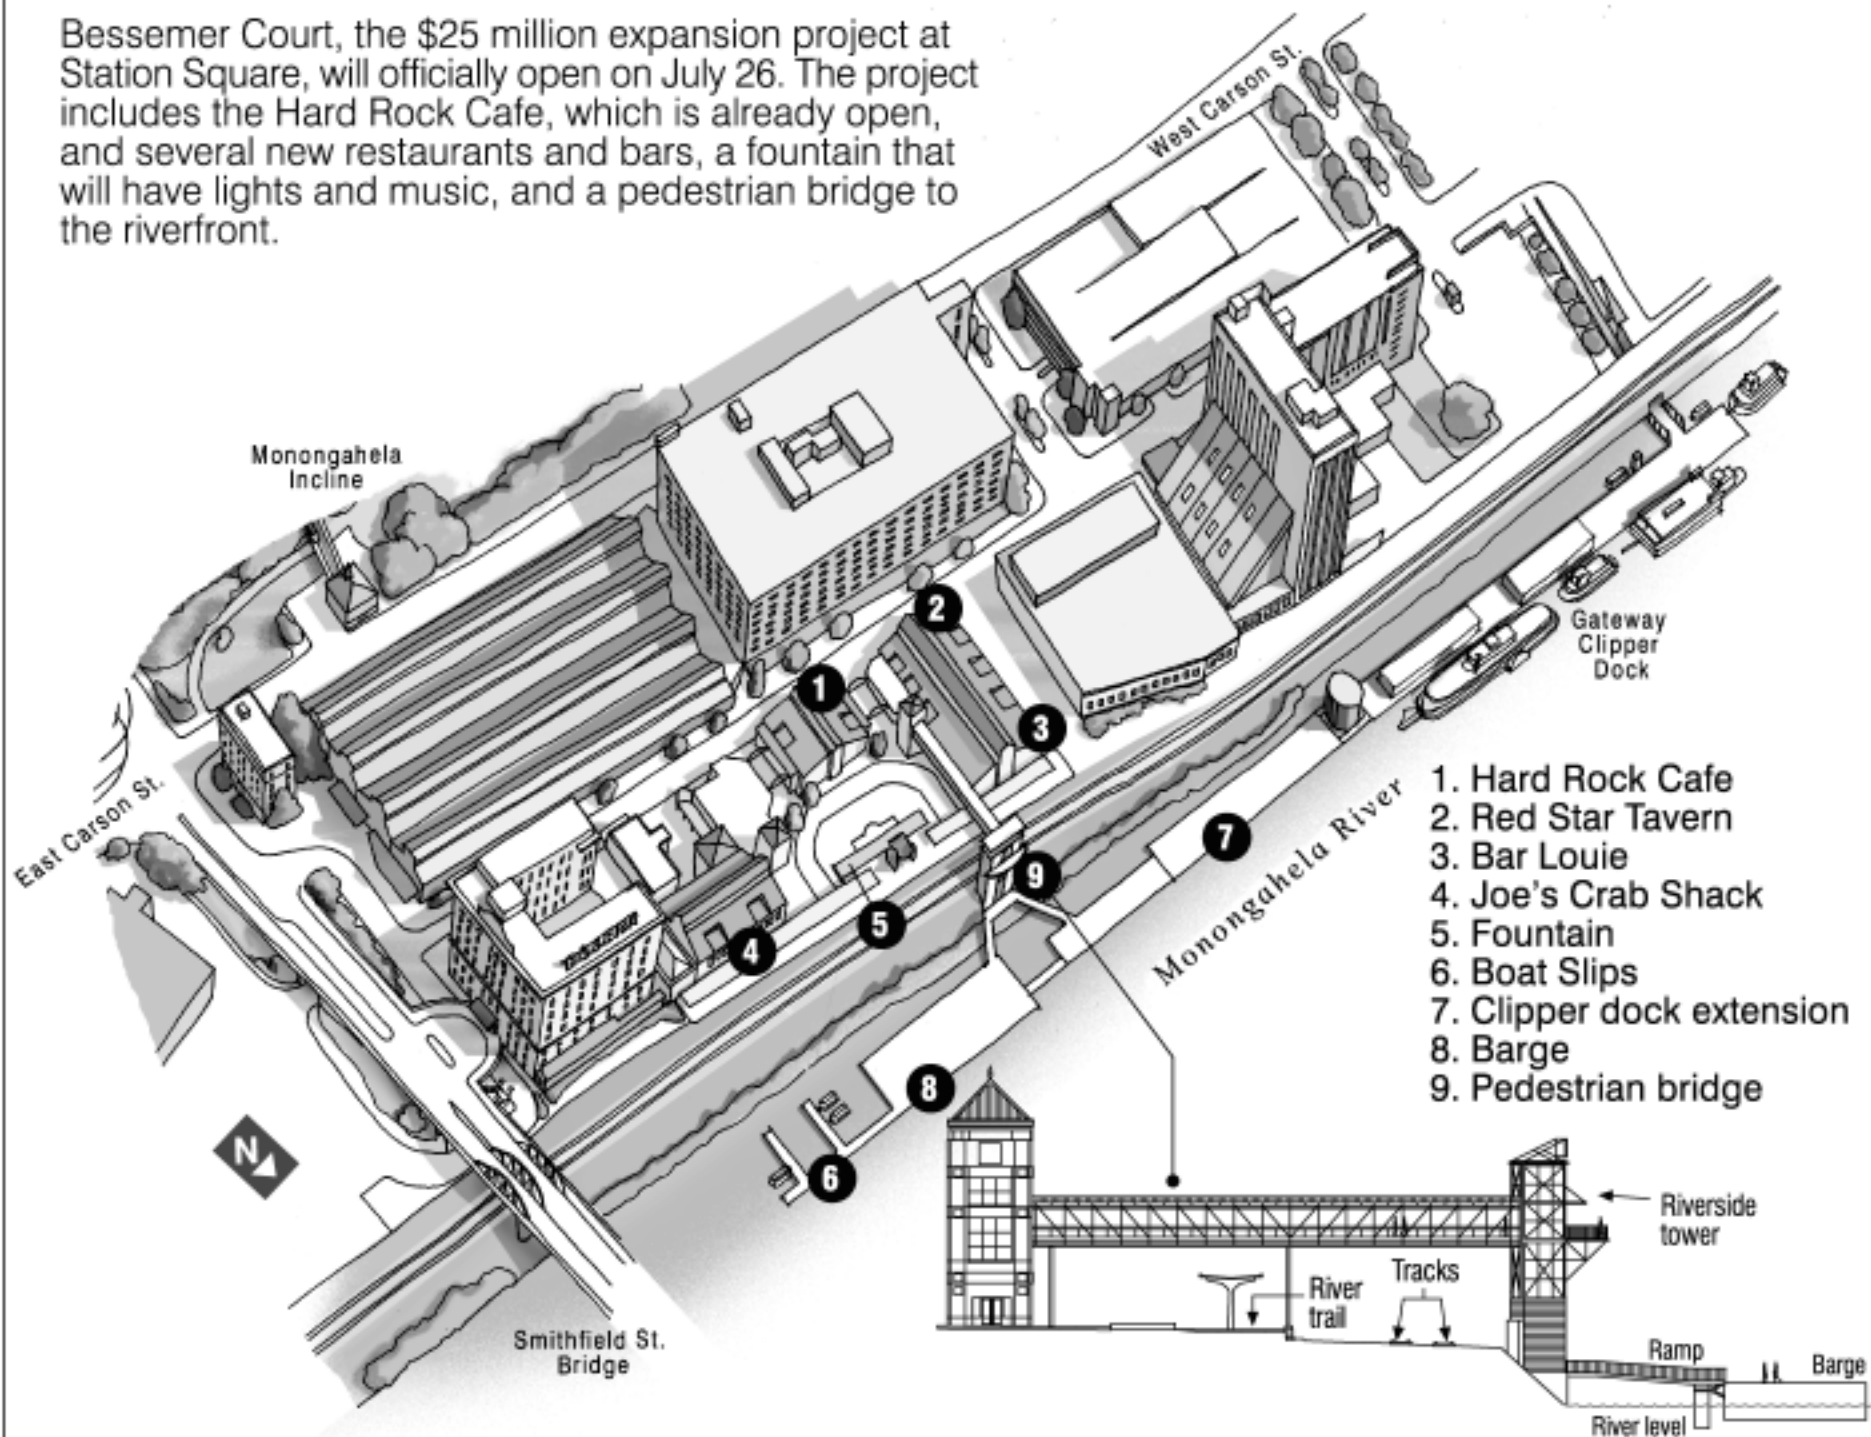 Bessemer Court, the $25 million expansion project at
Station Square, will officially open on July 26. The project
includes the Hard Rock Cafe, which is already open,
and several new restaurants and bars, a fountain that
will have lights and music, and a pedestrian bridge to
the riverfront.
West Carson St.
Monongahela
Incline
East Carson St.
Gateway
Clipper
Dock
Monongahela River
1
2
3
4
5
6
7
8
9
1. Hard Rock Cafe
2. Red Star Tavern
3. Bar Louie
4. Joe's Crab Shack
5. Fountain
6. Boat Slips
7. Clipper dock extension
8. Barge
9. Pedestrian bridge
N
Smithfield St.
Bridge
Riverside
tower
River
trail
Tracks
Ramp
Barge
River level